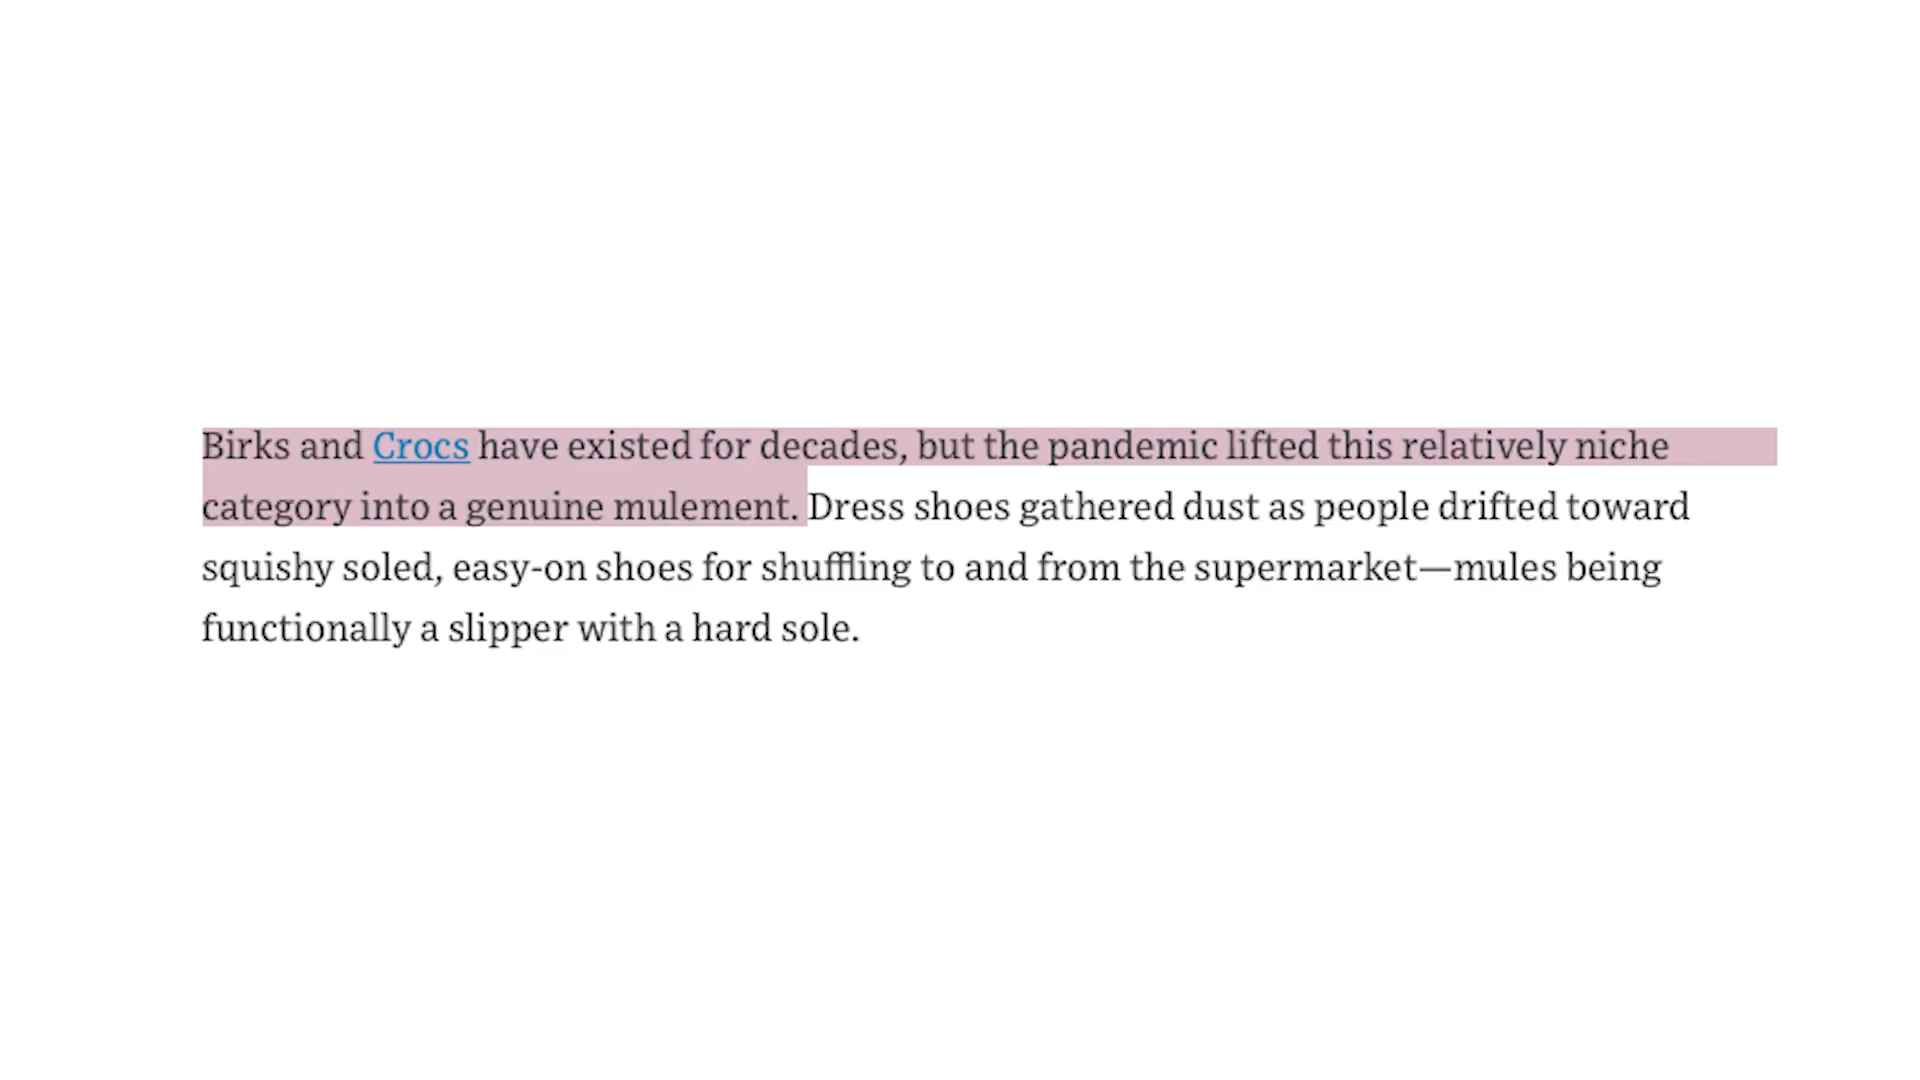 Birks and Crocs have existed for decades, but the pandemic lifted this relatively niche
category into a genuine mulement. Dress shoes gathered dust as people drifted toward
squishy soled, easy-on shoes for shuffling to and from the supermarket—mules being
functionally a slipper with a hard sole.